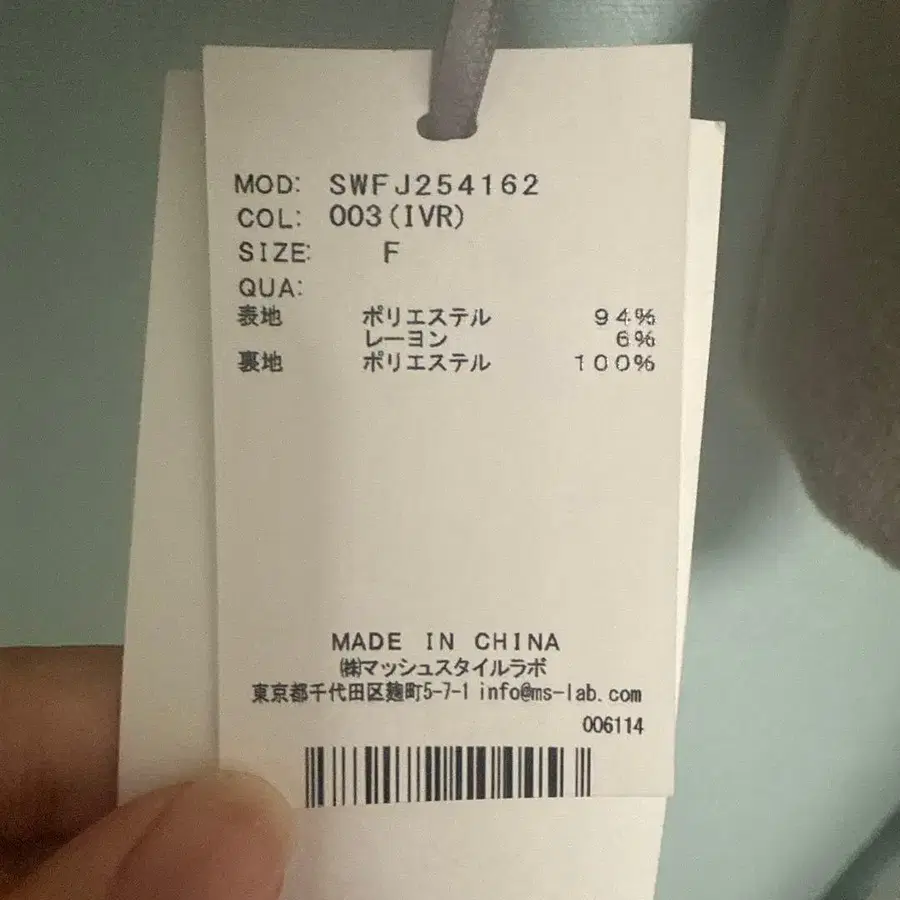 MOD: SWFJ254162
COL: 003(IVR)
SIZE: F
QUA:
表地 ポリエステル 94%
レーヨン 6%
裏地 ポリエステル 100%
MADE IN CHINA
㈱マッシュスタイルラボ
東京都千代田区麹町5-7-1 info@ms-lab.com
006114